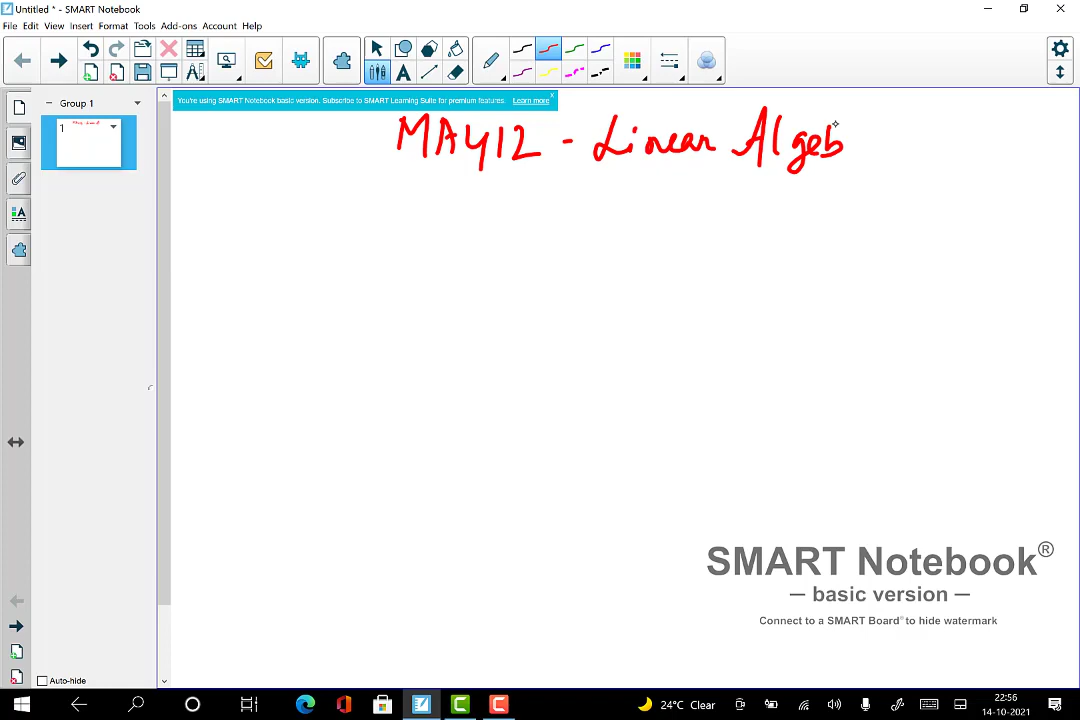 Untitled * - SMART Notebook
File Edit View Insert Format Tools Add-ons Account Help
Group 1
1
You're using SMART Notebook basic version. Subscribe to SMART Learning Suite for premium features. Learn more x
MA412 - Linear Algeb
SMART Notebook®
— basic version —
Connect to a SMART Board® to hide watermark
Auto-hide
24°C Clear
22:56
14-10-2021